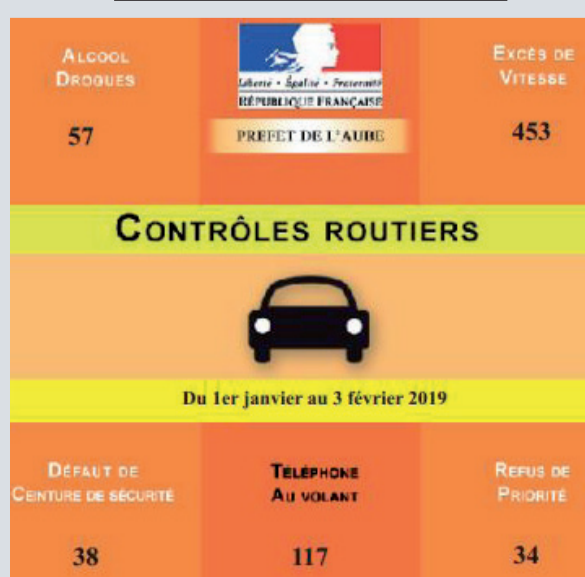 ALCOOL
DROGUES
57
Liberté • Égalité • Fraternité
RÉPUBLIQUE FRANÇAISE
PREFET DE L'AUBE
EXCÈS DE
VITESSE
453
CONTRÔLES ROUTIERS
Du 1er janvier au 3 février 2019
DÉFAUT DE
CEINTURE DE SÉCURITÉ
38
TÉLÉPHONE
AU VOLANT
117
REFUS DE
PRIORITÉ
34